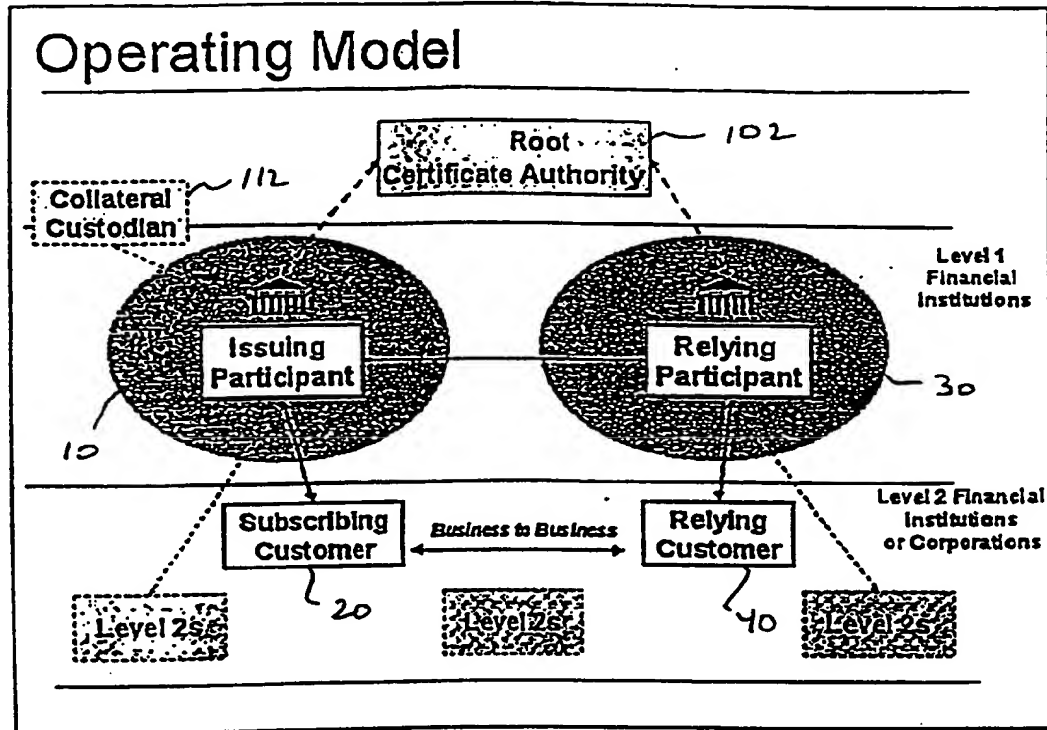 Operating Model
Root
Certificate Authority
102
112
Collateral
Custodian
Level 1
Financial
Institutions
Issuing
Participant
Relying
Participant
10
30
Level 2 Financial
Institutions
or Corporations
Subscribing
Customer
Business to Business
Relying
Customer
20
40
Level 2s
Level 2s
Level 2s